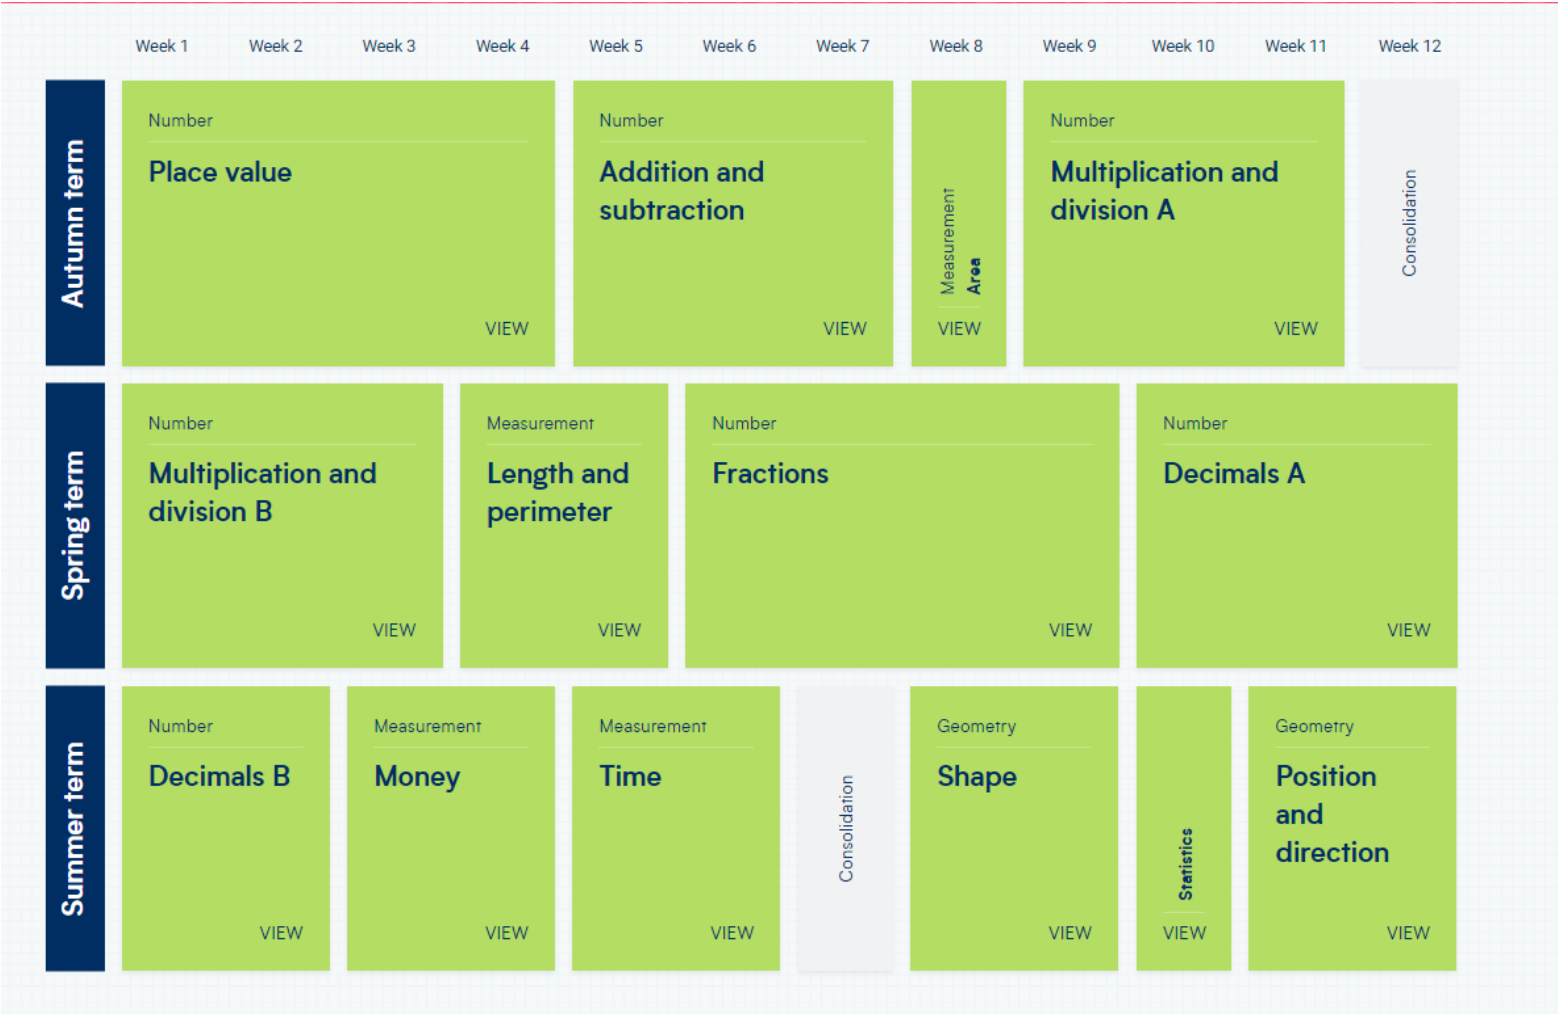 Week 1 Week 2 Week 3 Week 4 Week 5 Week 6 Week 7 Week 8 Week 9 Week 10 Week 11 Week 12
Autumn term
Number
Place value
VIEW
Number
Addition and
subtraction
VIEW
Measurement
Area
VIEW
Number
Multiplication and
division A
VIEW
Consolidation
Spring term
Number
Multiplication and
division B
VIEW
Measurement
Length and
perimeter
VIEW
Number
Fractions
VIEW
Number
Decimals A
VIEW
Summer term
Number
Decimals B
VIEW
Measurement
Money
VIEW
Measurement
Time
VIEW
Consolidation
Geometry
Shape
VIEW
Statistics
VIEW
Geometry
Position
and
direction
VIEW